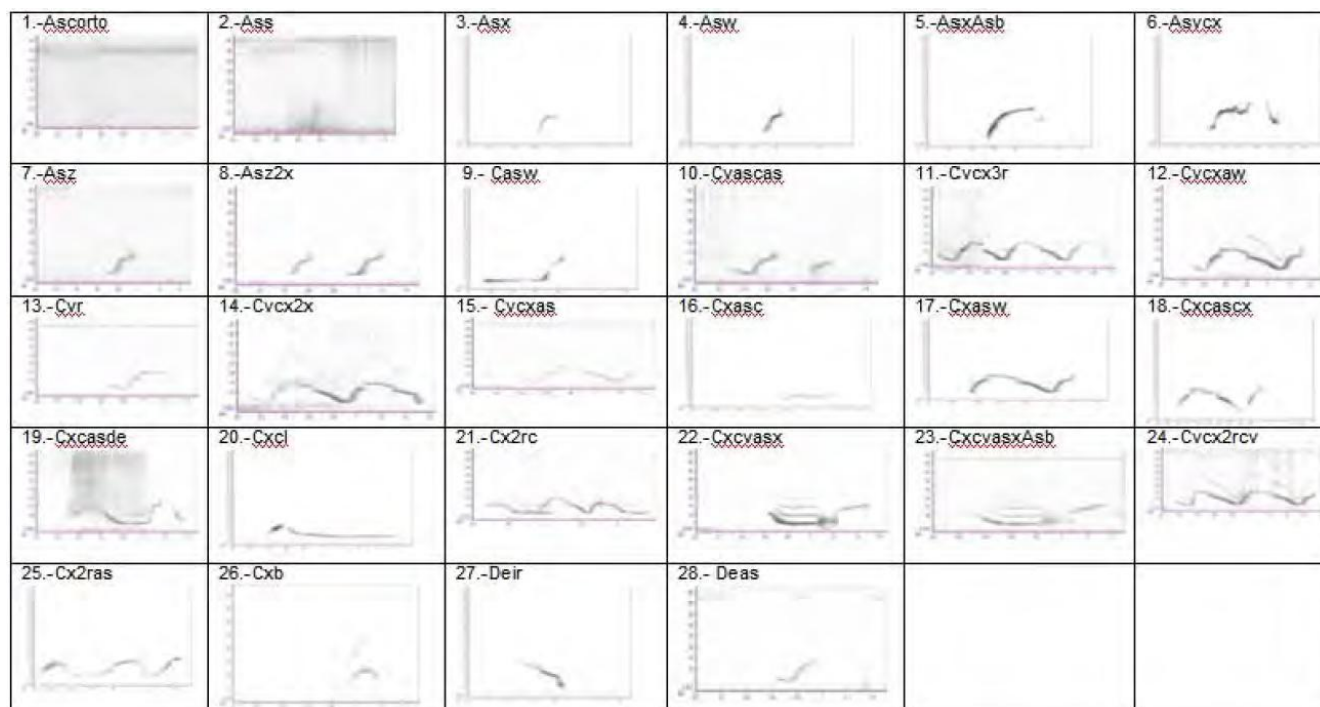 1.-Ascorto
2.-Ass
3.-Asx
4.-Asw
5.-AsxAsb
6.-Asvcx
7.-Asz
8.-Asz2x
9.- Casw
10.-Cvascas
11.-Cvcx3r
12.-Cvcxaw
13.-Cvr
14.-Cvcx2x
15.- Cvcxas
16.-Cxasc
17.-Cxasw
18.-Cxcascx
19.-Cxcasde
20.-Cxcl
21.-Cx2rc
22.-Cxcvasx
23.-CxcvasxAsb
24.-Cvcx2rcv
25.-Cx2ras
26.-Cxb
27.-Deir
28.- Deas